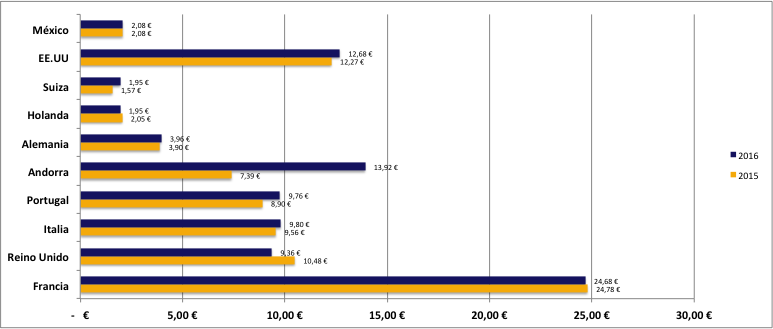 México
2,08 €
2,08 €
EE.UU
12,68 €
12,27 €
Suiza
1,95 €
1,57 €
Holanda
1,95 €
2,05 €
Alemania
3,96 €
3,90 €
Andorra
13,92 €
7,39 €
Portugal
9,76 €
8,90 €
Italia
9,80 €
9,56 €
Reino Unido
9,36 €
10,48 €
Francia
24,68 €
24,78 €
2016
2015
- € 5,00 € 10,00 € 15,00 € 20,00 € 25,00 € 30,00 €